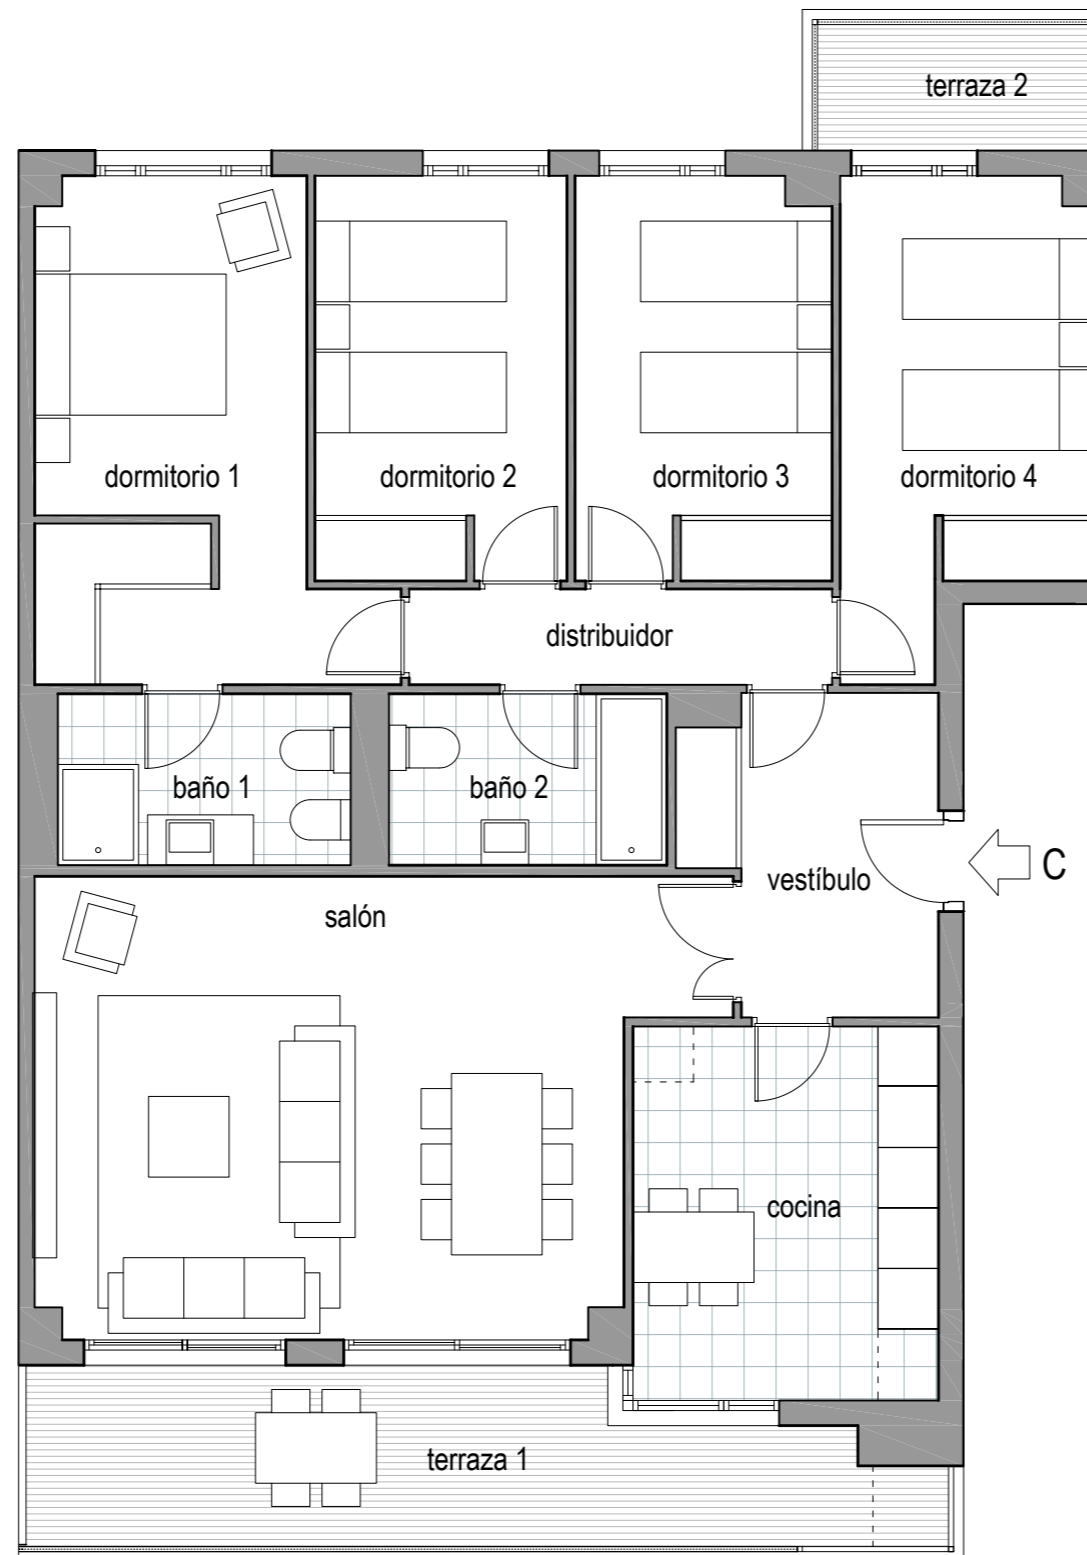 terraza 2
dormitorio 1
dormitorio 2
dormitorio 3
dormitorio 4
distribuidor
baño 1
baño 2
vestíbulo
C
salón
cocina
terraza 1